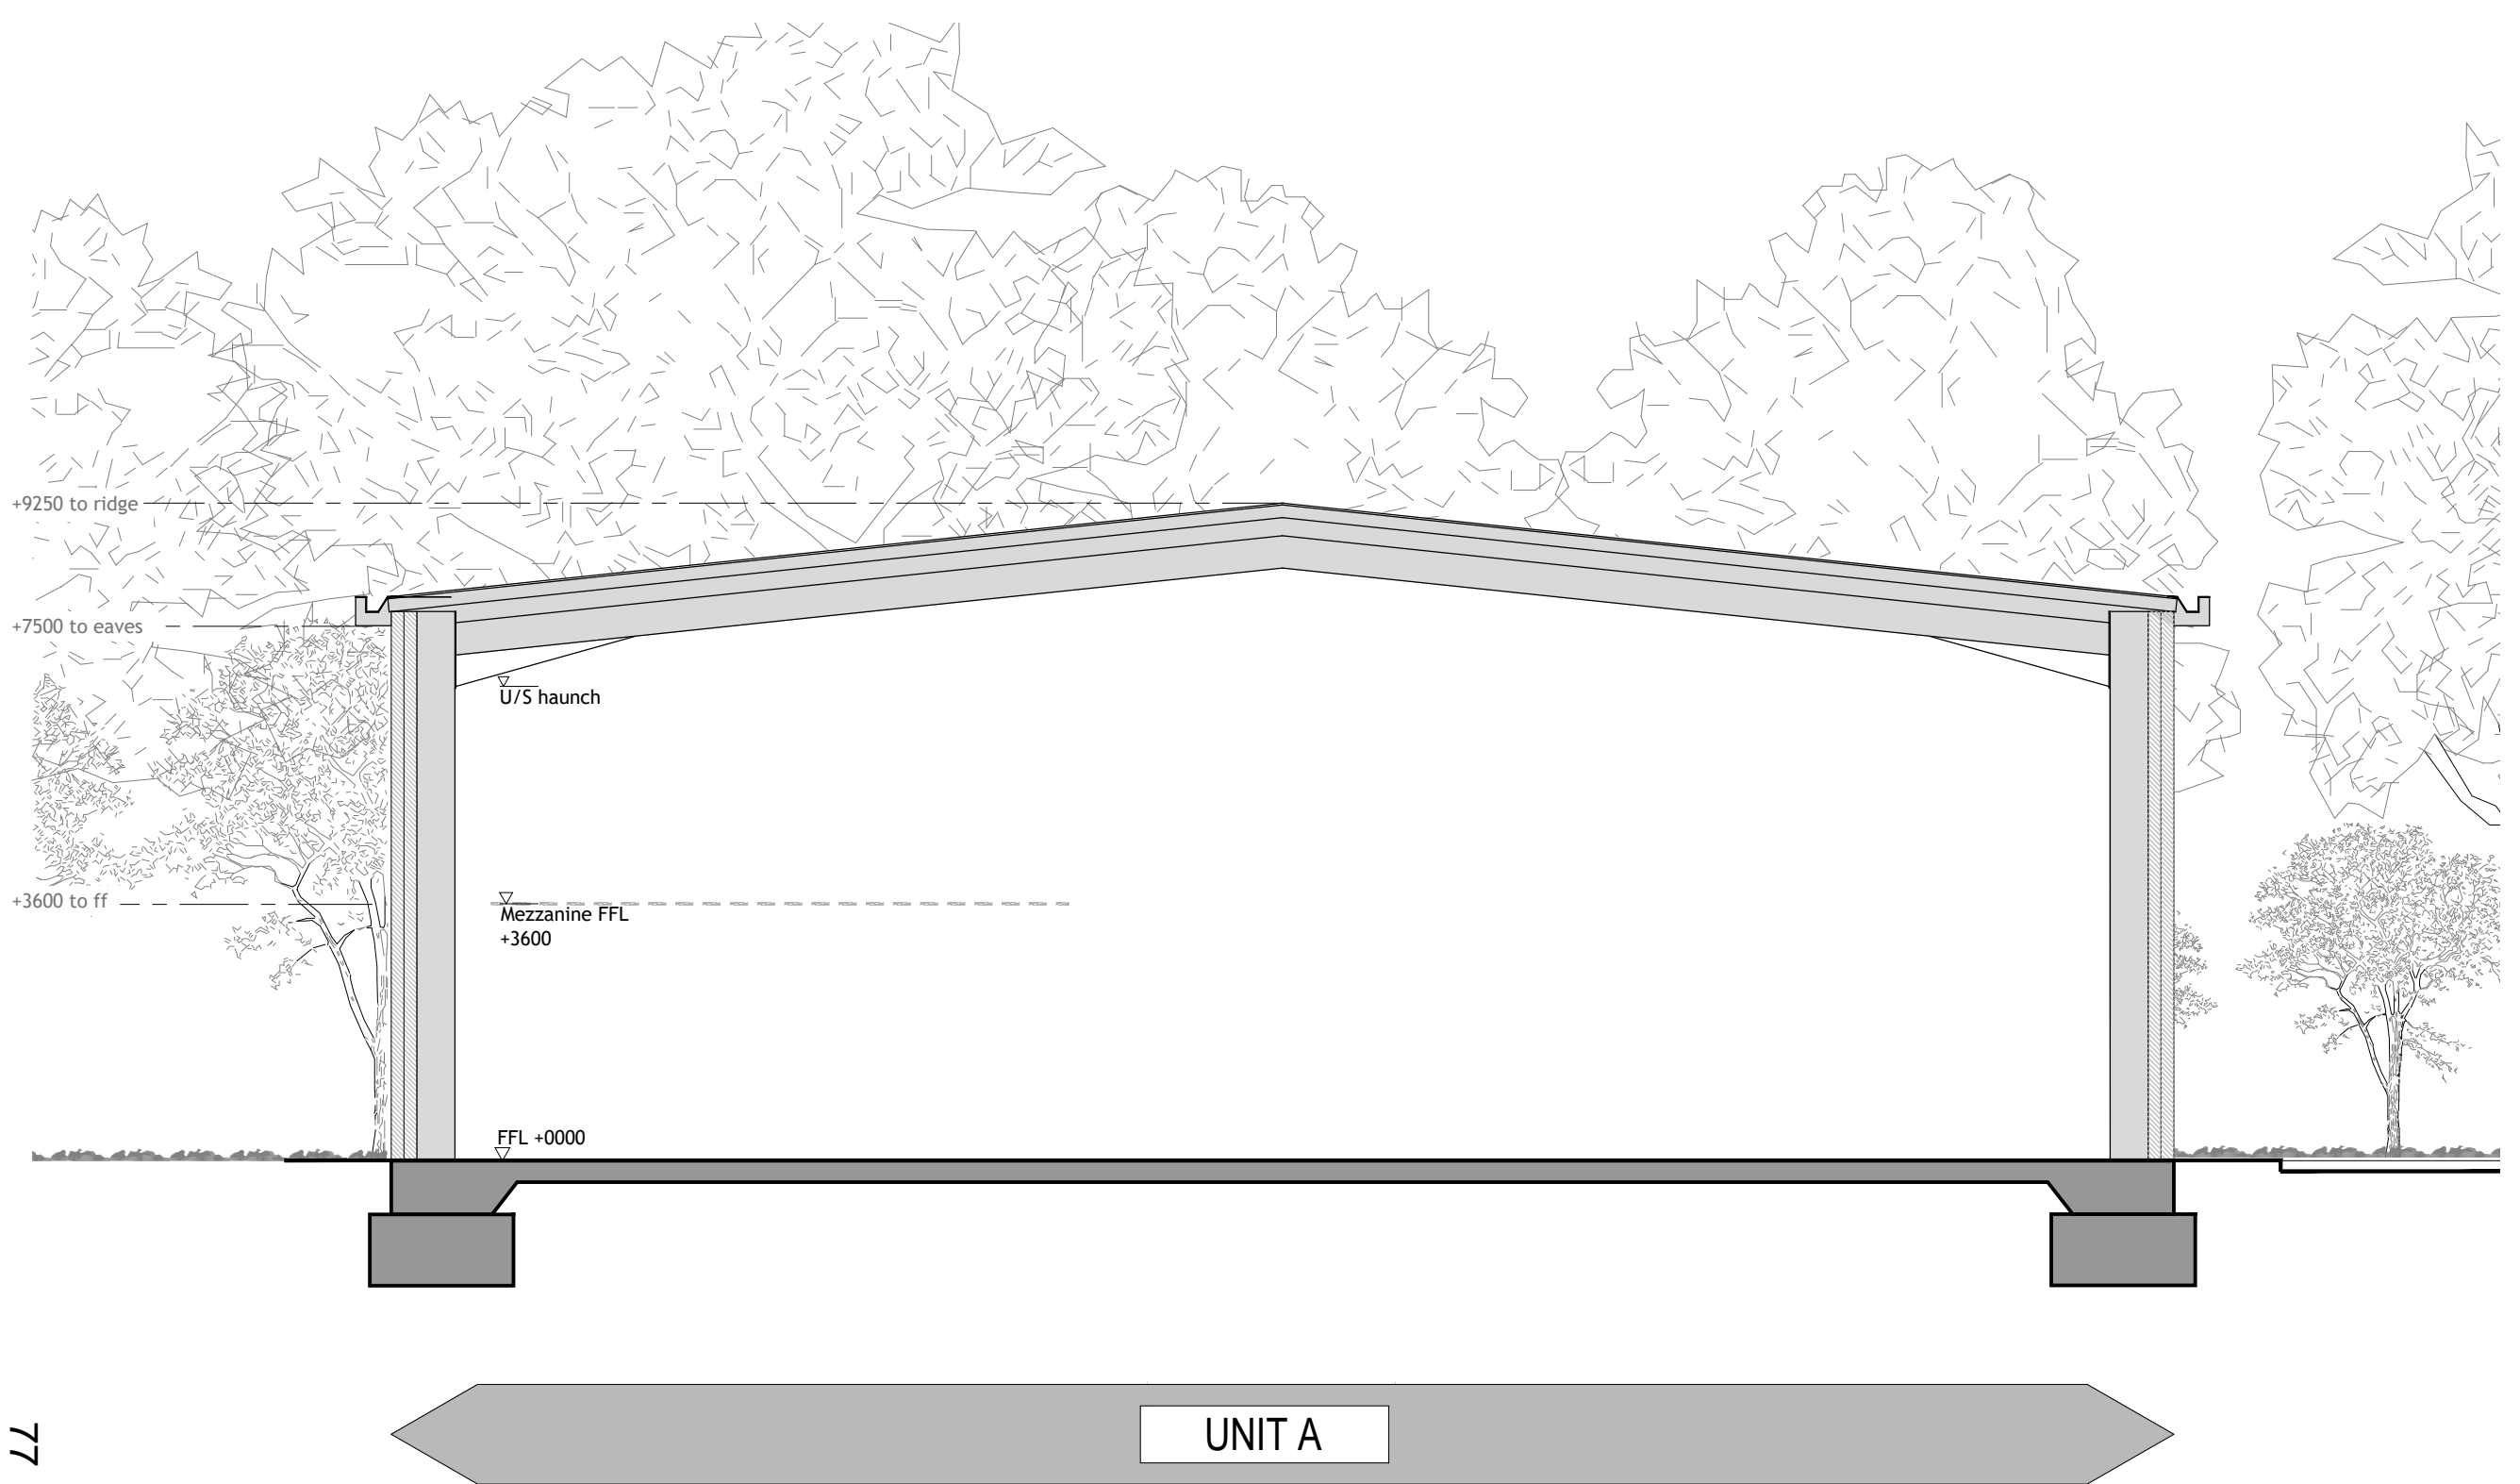 +9250 to ridge
+7500 to eaves
U/S haunch
+3600 to ff
Mezzanine FFL
+3600
FFL +0000
UNIT A
77